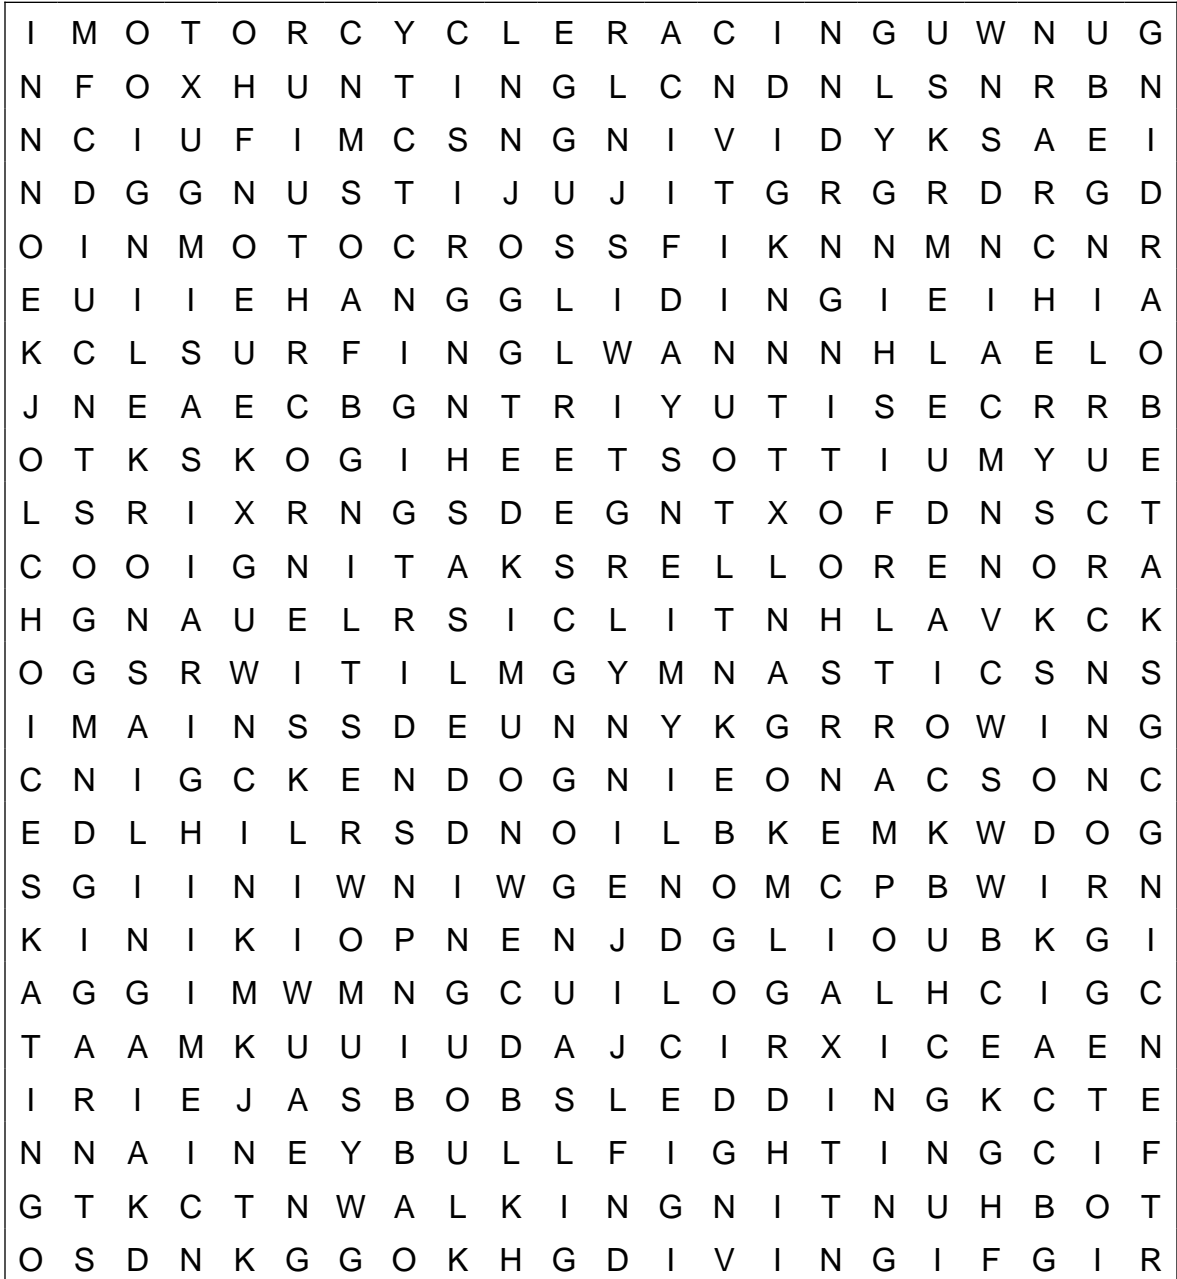 I M O T O R C Y C L E R A C I N G U W N U G
N F O X H U N T I N G L C N D N L S N R B N
N C I U F I M C S N G N I V I D Y K S A E I
N D G G N U S T I J U J I T G R G R D R G D
O I N M O T O C R O S S F I K N N M N C N R
E U I I E H A N G G L I D I N G I E I H I A
K C L S U R F I N G L W A N N N H L A E L O
J N E A E C B G N T R I Y U T I S E C R R B
O T K S K O G I H E E T S O T T I U M Y U E
L S R I X R N G S D E G N T X O F D N S C T
C O O I G N I T A K S R E L L O R E N O R A
H G N A U E L R S I C L I T N H L A V K C K
O G S R W I T I L M G Y M N A S T I C S N S
I M A I N S S D E U N N Y K G R R O W I N G
C N I G C K E N D O G N I E O N A C S O N C
E D L H I L R S D N O I L B K E M K W D O G
S G I I N I W N I W G E N O M C P B W I R N
K I N I K I O P N E N J D G L I O U B K G I
A G G I M W M N G C U I L O G A L H C I G C
T A A M K U U I U D A J C I R X I C E A E N
I R I E J A S B O B S L E D D I N G K C T E
N N A I N E Y B U L L F I G H T I N G C I F
G T K C T N W A L K I N G N I T N U H B O T
O S D N K G G O K H G D I V I N G I F G I R